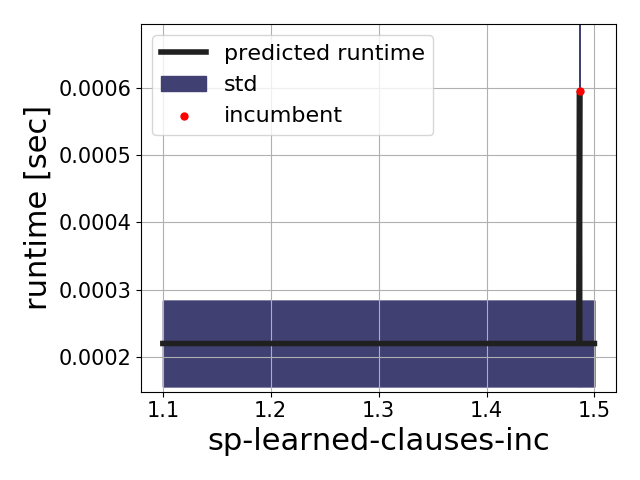 predicted runtime
std
incumbent
runtime [sec]
0.0006
0.0005
0.0004
0.0003
0.0002
1.1 1.2 1.3 1.4 1.5
sp-learned-clauses-inc